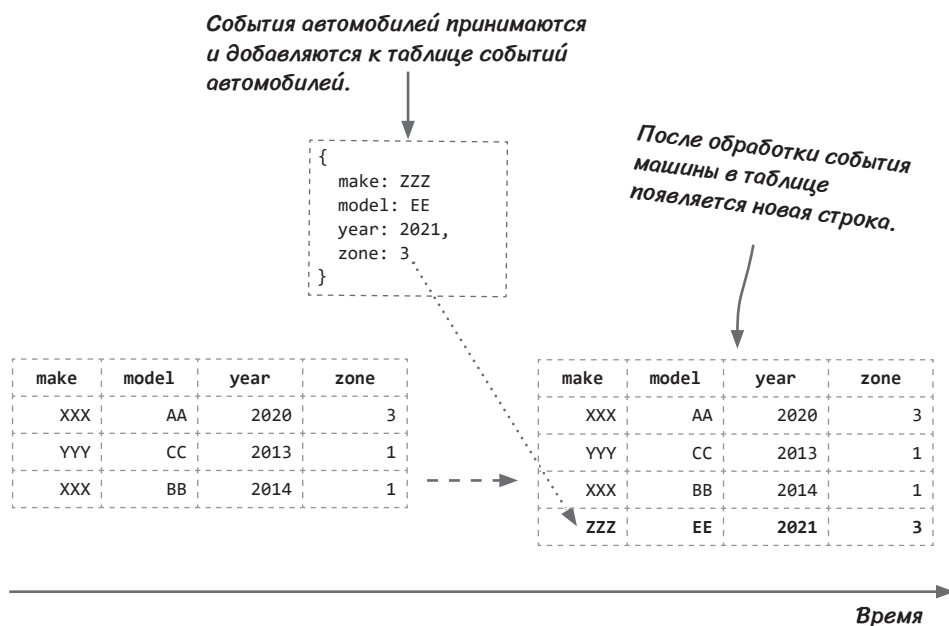 События автомобилей принимаются
и добавляются к таблице событий
автомобилей.
После обработки события
машины в таблице
появляется новая строка.
{
make: ZZZ
model: EE
year: 2021,
zone: 3
}
make model year zone
XXX AA 2020 3
YYY CC 2013 1
XXX BB 2014 1
make model year zone
XXX AA 2020 3
YYY CC 2013 1
XXX BB 2014 1
ZZZ EE 2021 3
Время